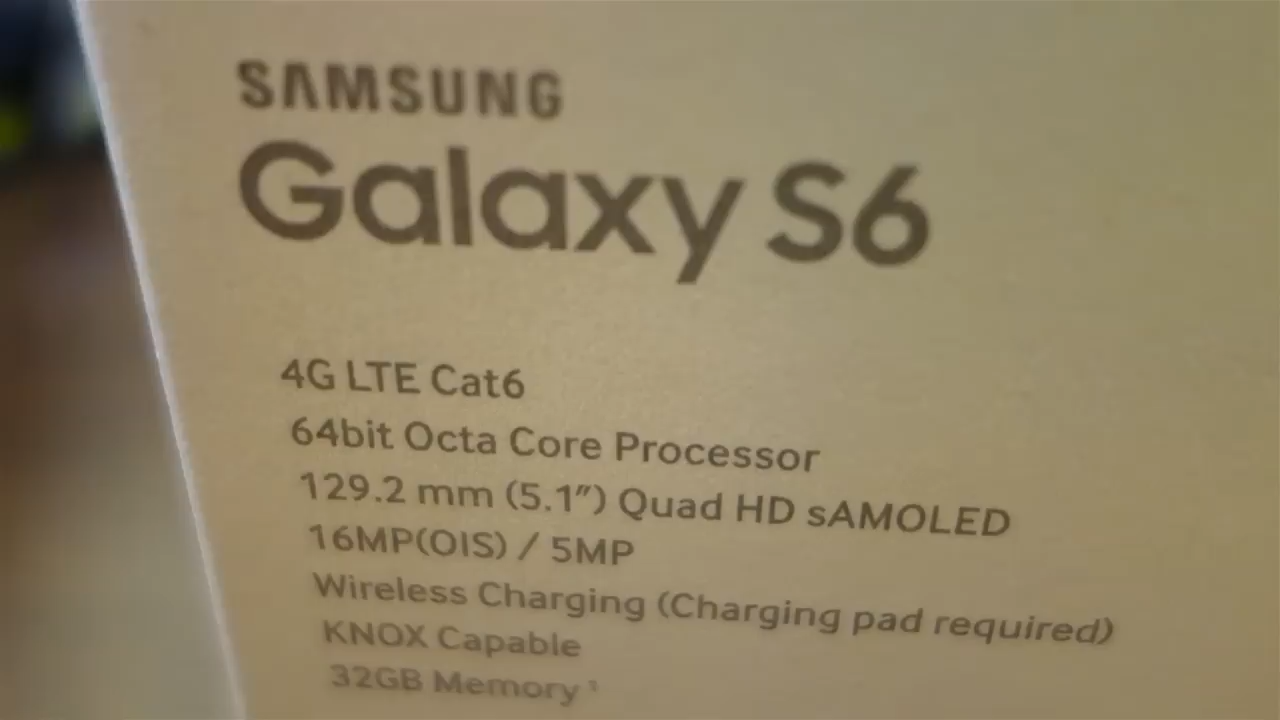 SAMSUNG
Galaxy S6
4G LTE Cat6
64bit Octa Core Processor
129.2 mm (5.1") Quad HD sAMOLED
16MP(OIS) / 5MP
Wireless Charging (Charging pad required)
KNOX Capable
32GB Memory